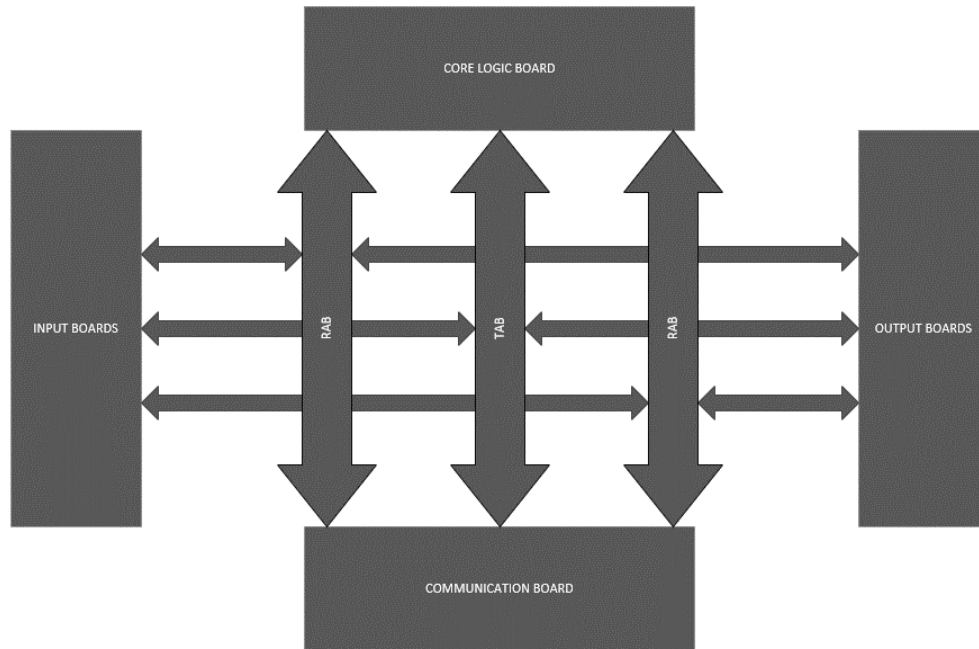 CORE LOGIC BOARD
INPUT BOARDS
RAB
TAB
RAB
OUTPUT BOARDS
COMMUNICATION BOARD